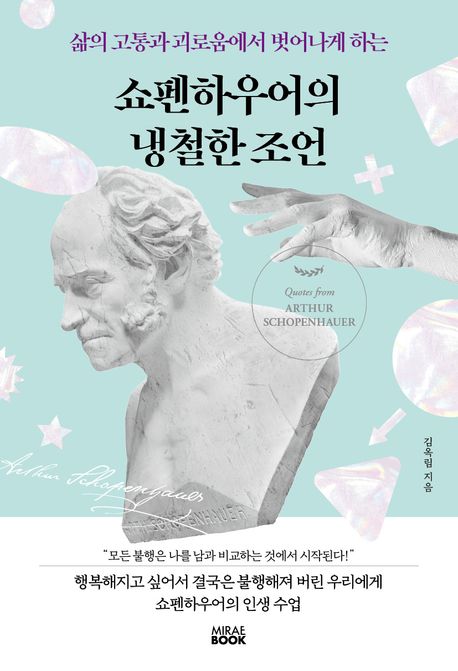 삶의 고통과 괴로움에서 벗어나게 하는
쇼펜하우어의
냉철한 조언
Quotes from
ARTHUR
SCHOPENHAUER
김옥림 지음
Arthur Schopenhauer
SCHOPENHAUER
“모든 불행은 나를 남과 비교하는 것에서 시작된다!”
행복해지고 싶어서 결국은 불행해져 버린 우리에게
쇼펜하우어의 인생 수업
MIRAE
BOOK